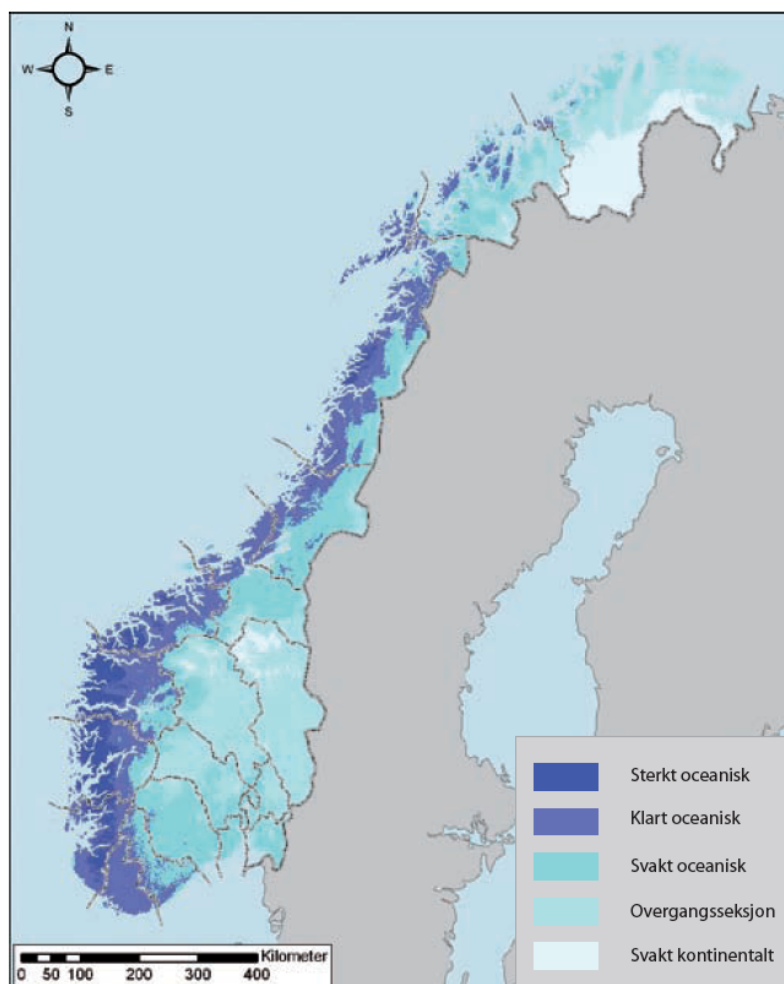 N
W E
S
Sterkt oceanisk
Klart oceanisk
Svakt oceanisk
Overgangsseksjon
Svakt kontinentalt
Kilometer
0 50 100 200 300 400